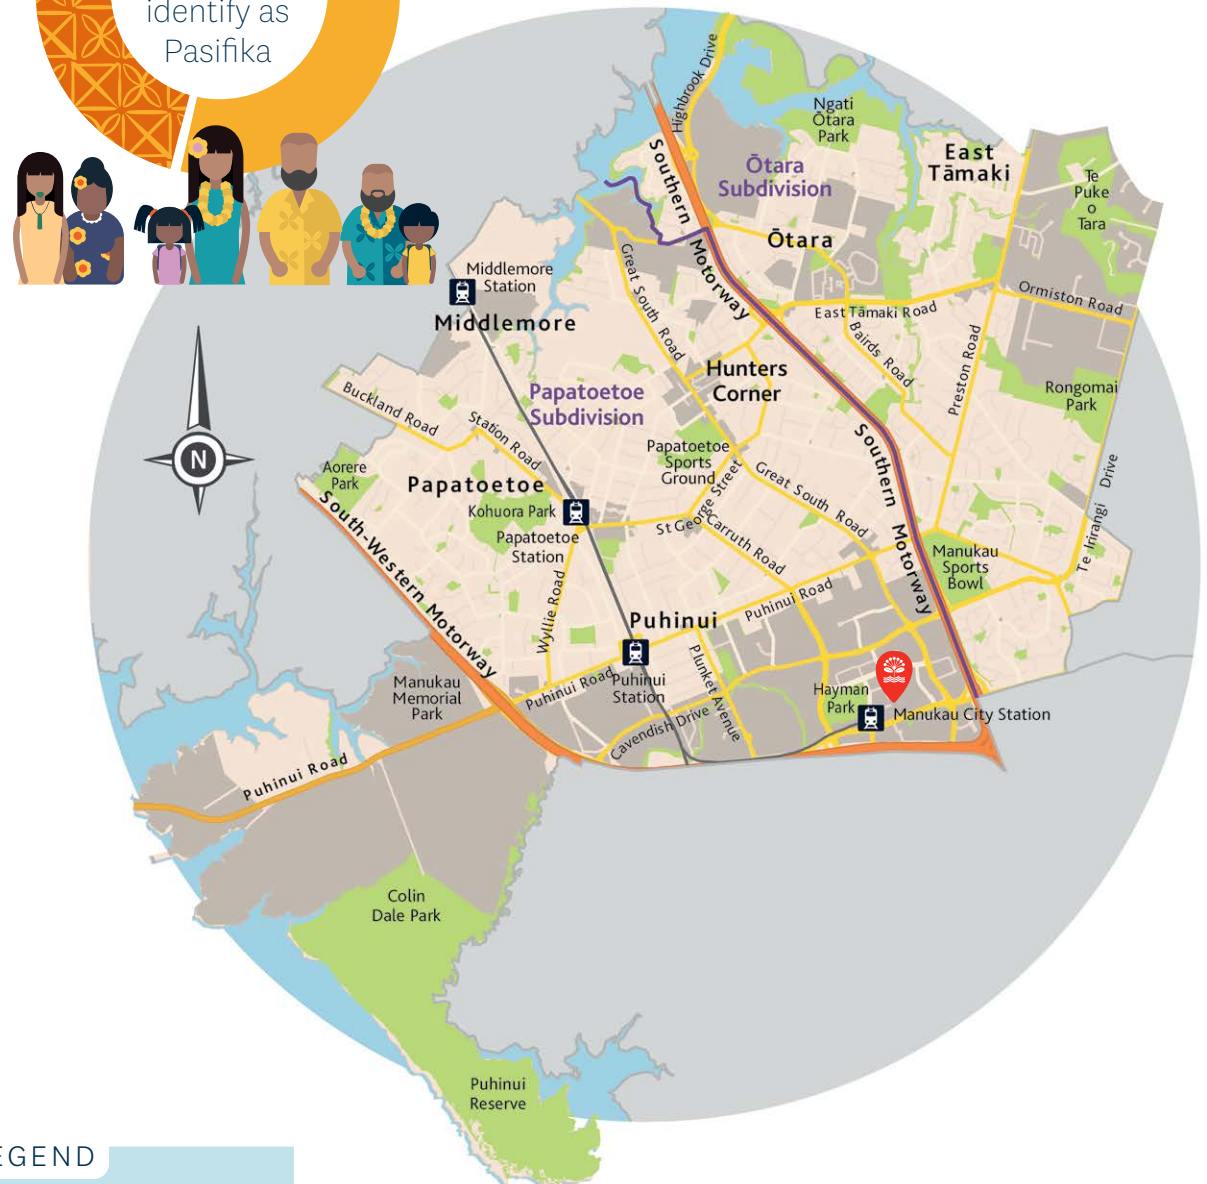 identify as
Pasifika
Highbrook Drive
Ngati
Ōtara
Park
Southern Motorway
Ōtara
Subdivision
East
Tāmaki
Te
Puke
o
Tara
Ōtara
Great South Road
Middlemore
Station
Middlemore
Ormiston Road
East Tāmaki Road
Bairds Road
Preston Road
Hunters
Corner
Rongomai
Park
Papatoetoe
Subdivision
Buckland Road
Station Road
N
Papatoetoe
Sports
Ground
Aorere
Park
Papatoetoe
Kohuora Park
Papatoetoe
Station
St George Street
Great South Road
Carruth Road
Southern Motorway
Te Irirangi Drive
Manukau
Sports
Bowl
South-Western Motorway
Wyllie Road
Puhinui Road
Puhinui
Puhinui Road
Puhinui
Station
Plunket Avenue
Cavendish Drive
Hayman
Park
Manukau City Station
Manukau
Memorial
Park
Puhinui Road
Colin
Dale Park
Puhinui
Reserve
EGEND